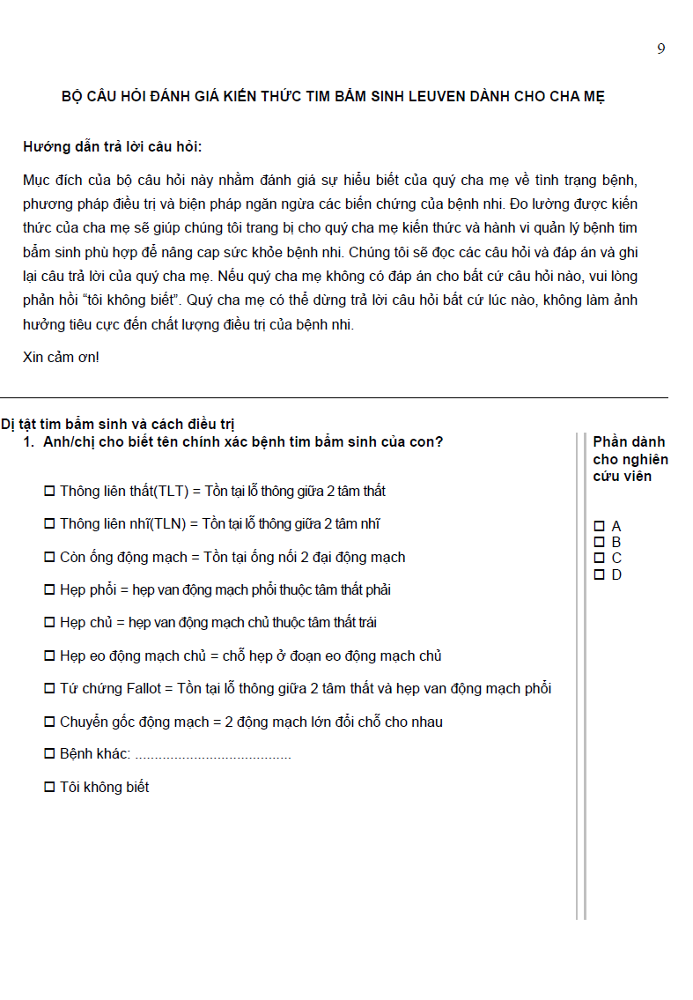 9
BỘ CÂU HỎI ĐÁNH GIÁ KIẾN THỨC TIM BẨM SINH LEUVEN DÀNH CHO CHA MẸ
Hướng dẫn trả lời câu hỏi:
Mục đích của bộ câu hỏi này nhằm đánh giá sự hiểu biết của quý cha mẹ về tình trạng bệnh,
phương pháp điều trị và biện pháp ngăn ngừa các biến chứng của bệnh nhi. Đo lường được kiến
thức của cha mẹ sẽ giúp chúng tôi trang bị cho quý cha mẹ kiến thức và hành vi quản lý bệnh tim
bẩm sinh phù hợp để nâng cap sức khỏe bệnh nhi. Chúng tôi sẽ đọc các câu hỏi và đáp án và ghi
lại câu trả lời của quý cha mẹ. Nếu quý cha mẹ không có đáp án cho bất cứ câu hỏi nào, vui lòng
phản hồi “tôi không biết”. Quý cha mẹ có thể dừng trả lời câu hỏi bất cứ lúc nào, không làm ảnh
hưởng tiêu cực đến chất lượng điều trị của bệnh nhi.
Xin cảm ơn!
Dị tật tim bẩm sinh và cách điều trị
1. Anh/chị cho biết tên chính xác bệnh tim bẩm sinh của con?
☐ Thông liên thất(TLT) = Tồn tại lỗ thông giữa 2 tâm thất
☐ Thông liên nhĩ(TLN) = Tồn tại lỗ thông giữa 2 tâm nhĩ
☐ Còn ống động mạch = Tồn tại ống nối 2 đại động mạch
☐ Hẹp phổi = hẹp van động mạch phổi thuộc tâm thất phải
☐ Hẹp chủ = hẹp van động mạch chủ thuộc tâm thất trái
☐ Hẹp eo động mạch chủ = chỗ hẹp ở đoạn eo động mạch chủ
☐ Tứ chứng Fallot = Tồn tại lỗ thông giữa 2 tâm thất và hẹp van động mạch phổi
☐ Chuyển gốc động mạch = 2 động mạch lớn đổi chỗ cho nhau
☐ Bệnh khác: ........................................
☐ Tôi không biết
Phần dành
cho nghiên
cứu viên
☐ A
☐ B
☐ C
☐ D